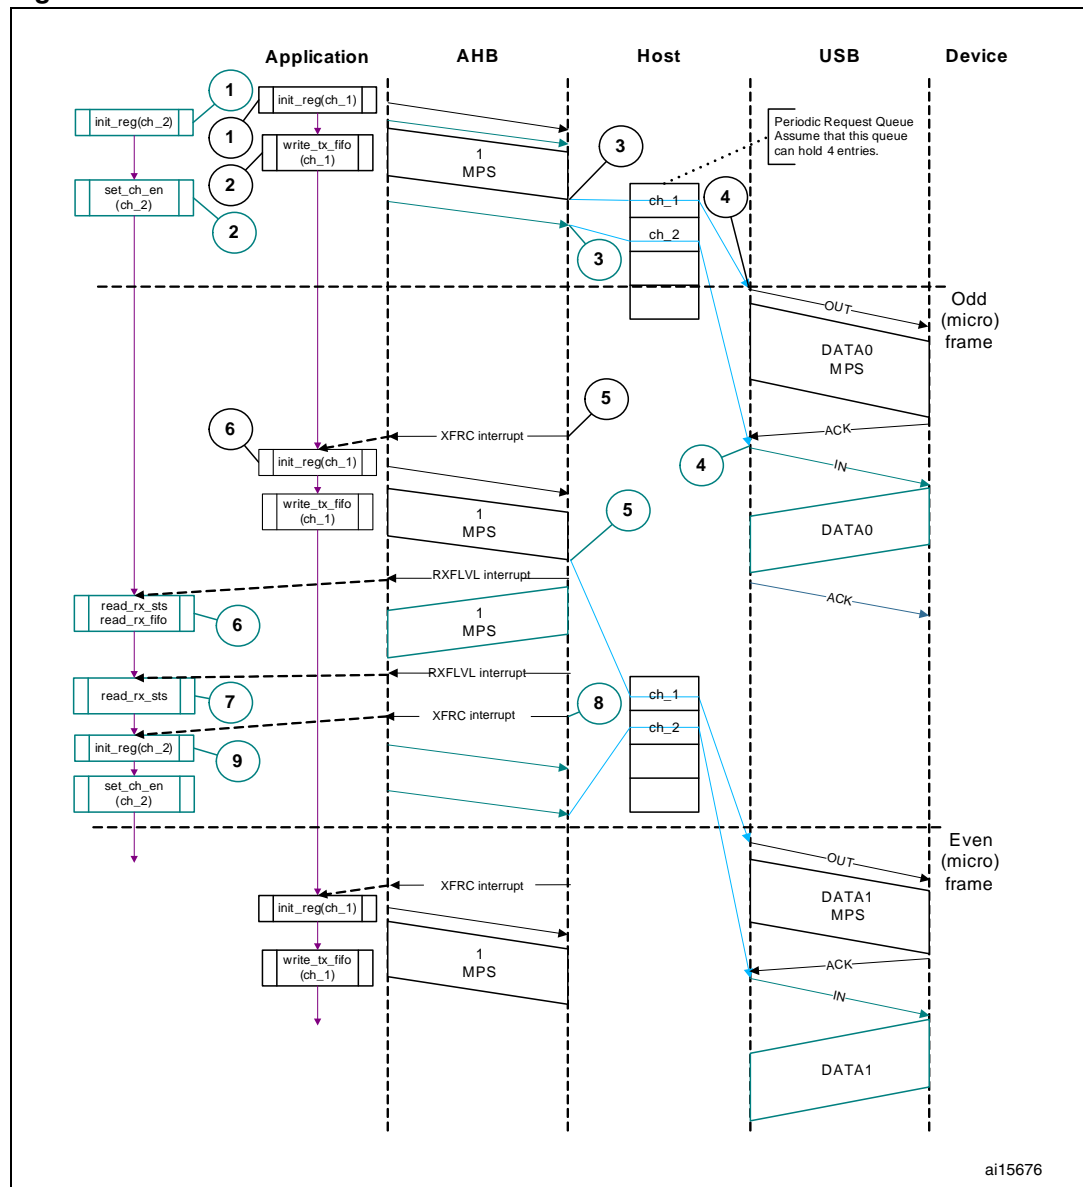 Application
AHB
Host
USB
Device
1
init_reg(ch_2)
1
init_reg(ch_1)
1
write_tx_fifo
(ch_1)
2
set_ch_en
(ch_2)
2
1
MPS
3
3
Periodic Request Queue
Assume that this queue
can hold 4 entries.
ch_1
ch_2
4
Odd
(micro)
frame
OUT
DATA0
MPS
ACK
5
XFRC interrupt
6
init_reg(ch_1)
4
IN
write_tx_fifo
(ch_1)
1
MPS
5
DATA0
RXFLVL interrupt
read_rx_sts
read_rx_fifo
6
1
MPS
ACK
RXFLVL interrupt
read_rx_sts
7
XFRC interrupt
8
ch_1
ch_2
init_reg(ch_2)
9
set_ch_en
(ch_2)
Even
(micro)
frame
OUT
XFRC interrupt
init_reg(ch_1)
DATA1
MPS
write_tx_fifo
(ch_1)
1
MPS
ACK
IN
DATA1
ai15676